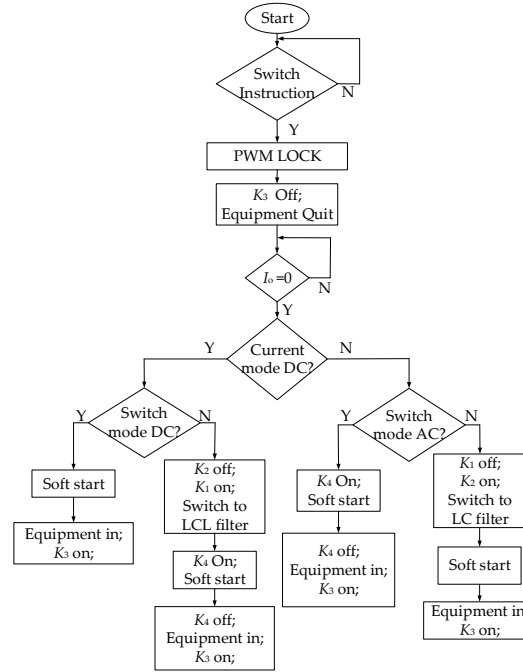 Start
Switch
Instruction
N
Y
PWM LOCK
K3 Off;
Equipment Quit
Io=0
N
Y
Y
Current
mode DC?
N
Y
Switch
mode DC?
N
Y
Switch
mode AC?
N
Soft start
K2 off;
K1 on;
Switch to
LCL filter
K4 On;
Soft start
K1 off;
K2 on;
Switch to
LC filter
Equipment in;
K3 on;
K4 On;
Soft start
K4 off;
Equipment in;
K3 on;
Soft start
K4 off;
Equipment in;
K3 on;
Equipment in;
K3 on;